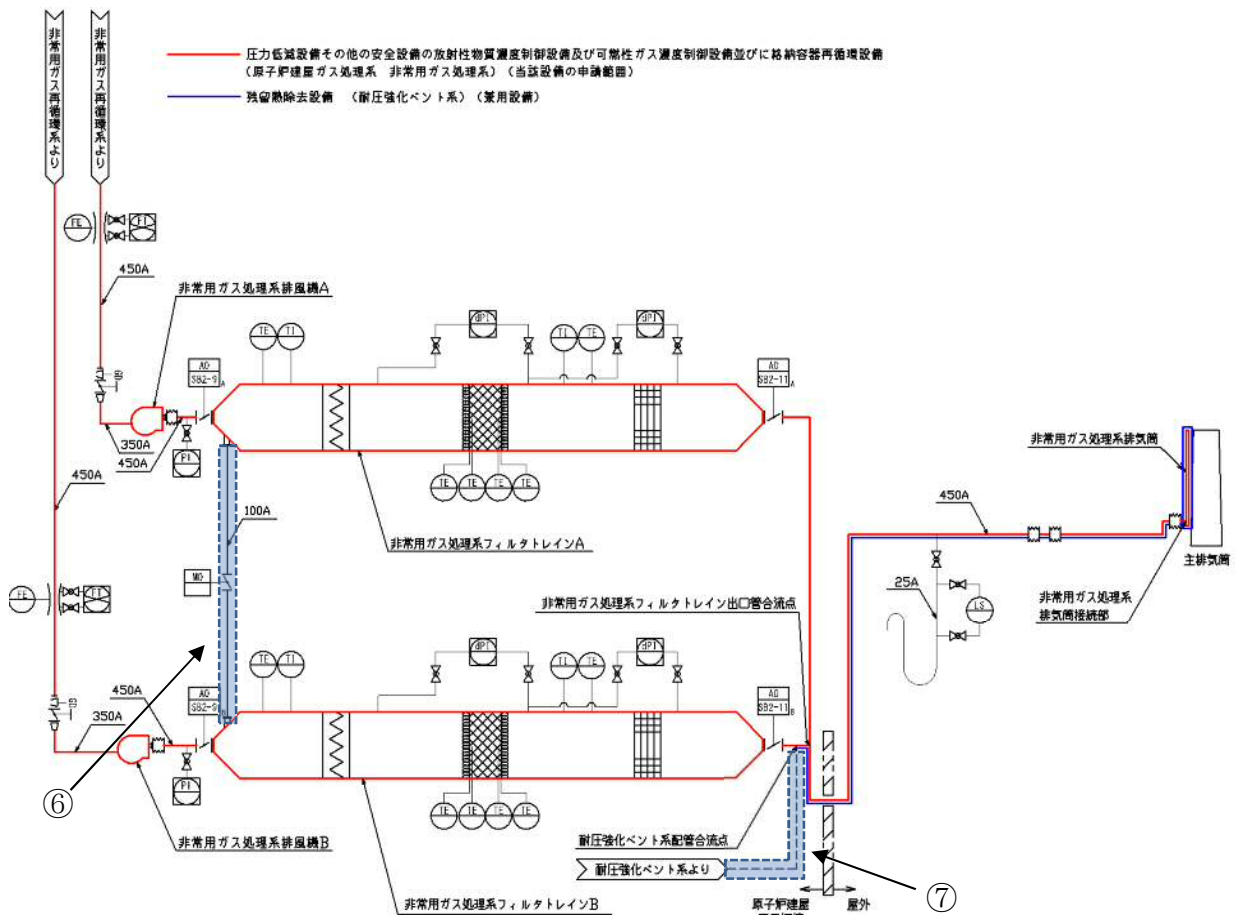 非常用ガス再循環系より
非常用ガス再循環系より
圧力低減設備その他の安全設備の放射性物質濃度制御設備及び可燃性ガス濃度制御設備並びに格納容器再循環設備
(原子炉建屋ガス処理系 非常用ガス処理系)(当該設備の申請範囲)
残留熱除去設備 (耐圧強化ベント系)(兼用設備)
FE
FT
450A
非常用ガス処理系排風機A
TE
TI
dPI
TI
TE
dPI
AO
SB2-9
A
AO
SB2-11
A
GO
350A
450A
PI
450A
TE
TE
TE
TE
非常用ガス処理系排気筒
450A
100A
非常用ガス処理系フィルタトレインA
主排気筒
MO
FE
FT
非常用ガス処理系フィルタトレイン出口管合流点
25A
LS
非常用ガス処理系
排気筒接続部
TE
TI
dPI
TI
TE
dPI
450A
AO
SB2-9
AO
SB2-11
B
GO
350A
PI
⑥
TE
TE
TE
TE
非常用ガス処理系排風機B
耐圧強化ベント系配管合流点
耐圧強化ベント系より
⑦
非常用ガス処理系フィルタトレインB
原子炉建屋
屋外